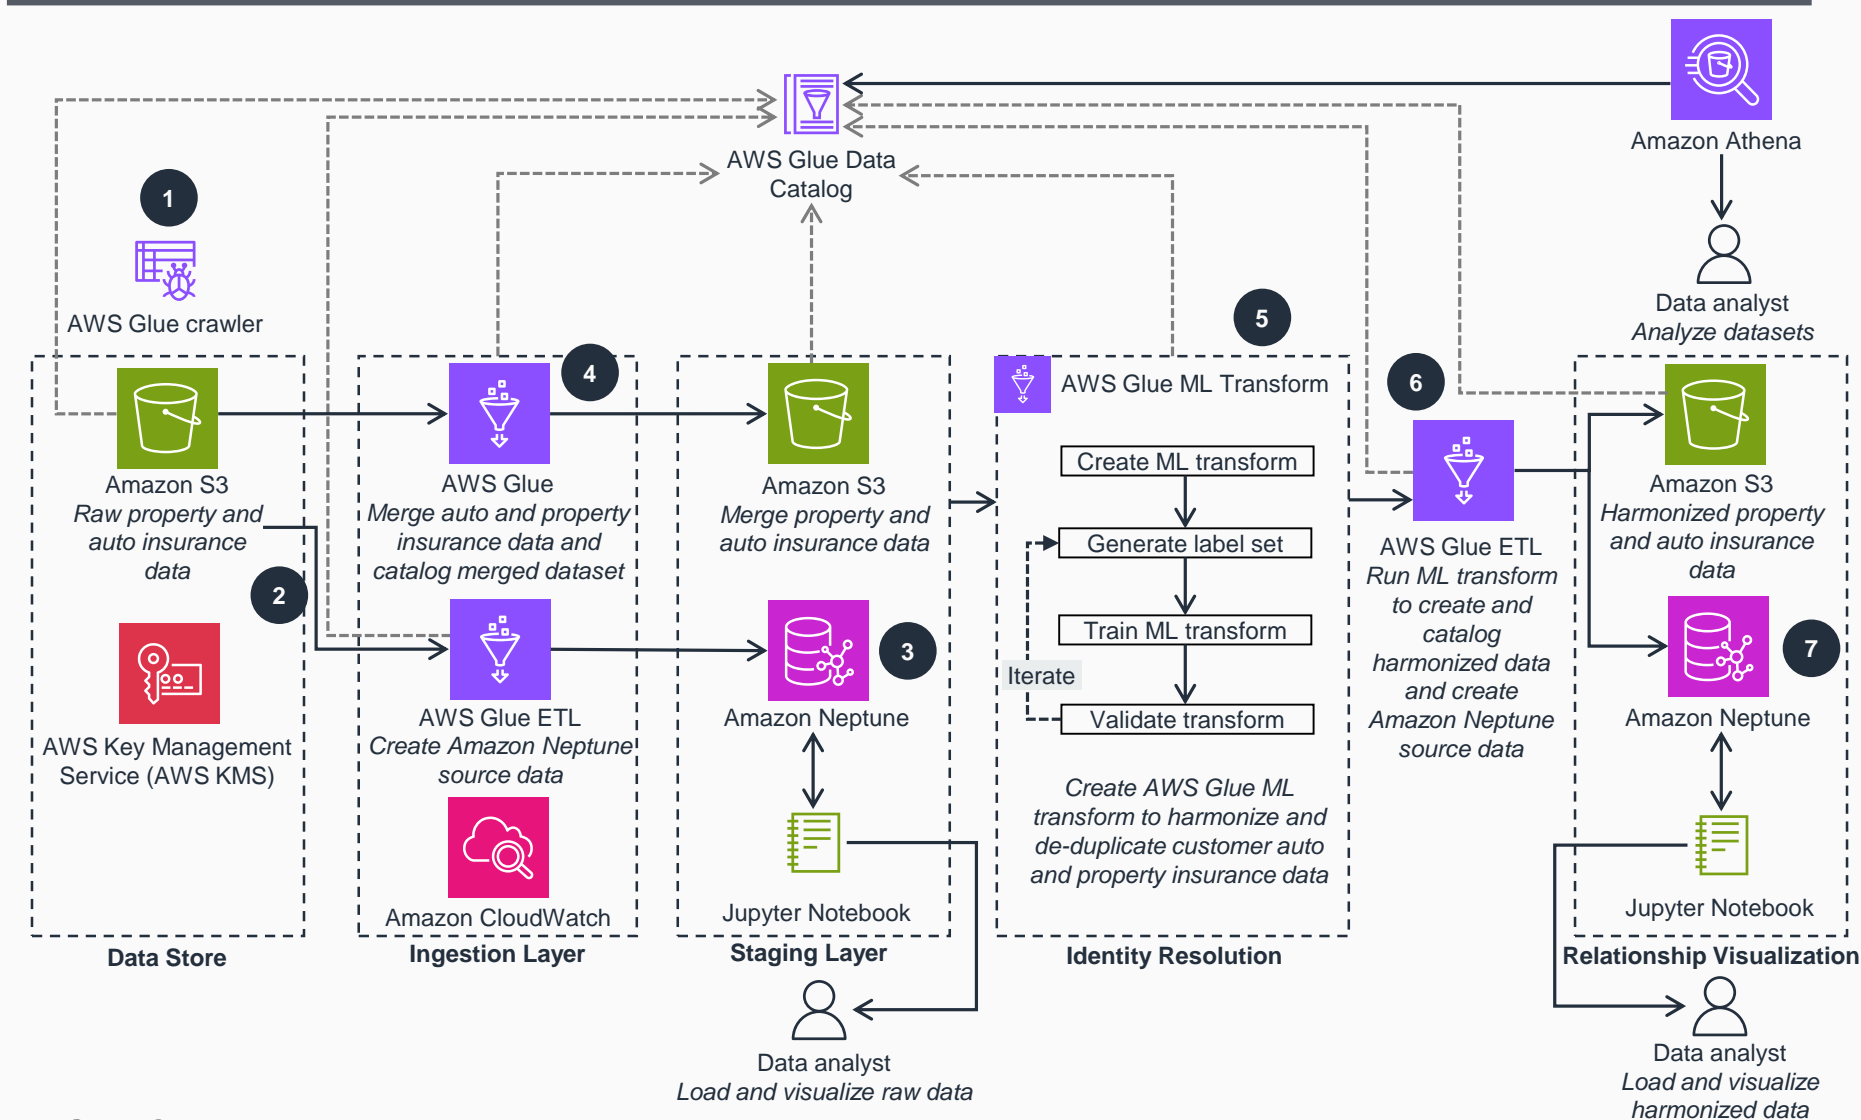 Amazon Athena
AWS Glue Data
Catalog
1
AWS Glue crawler
Data analyst
Analyze datasets
5
4
6
AWS Glue ML Transform
Amazon S3
Raw property and
auto insurance
data
2
AWS Key Management
Service (AWS KMS)
Data Store
AWS Glue
Merge auto and property
insurance data and
catalog merged dataset
AWS Glue ETL
Create Amazon Neptune
source data
Amazon CloudWatch
Ingestion Layer
Amazon S3
Merge property and
auto insurance data
3
Amazon Neptune
Jupyter Notebook
Staging Layer
Data analyst
Load and visualize raw data
Create ML transform
Generate label set
Train ML transform
Iterate
Validate transform
Create AWS Glue ML
transform to harmonize and
de-duplicate customer auto
and property insurance data
Identity Resolution
AWS Glue ETL
Run ML transform
to create and
catalog
harmonized data
and create
Amazon Neptune
source data
Amazon S3
Harmonized property
and auto insurance
data
7
Amazon Neptune
Jupyter Notebook
Relationship Visualization
Data analyst
Load and visualize
harmonized data